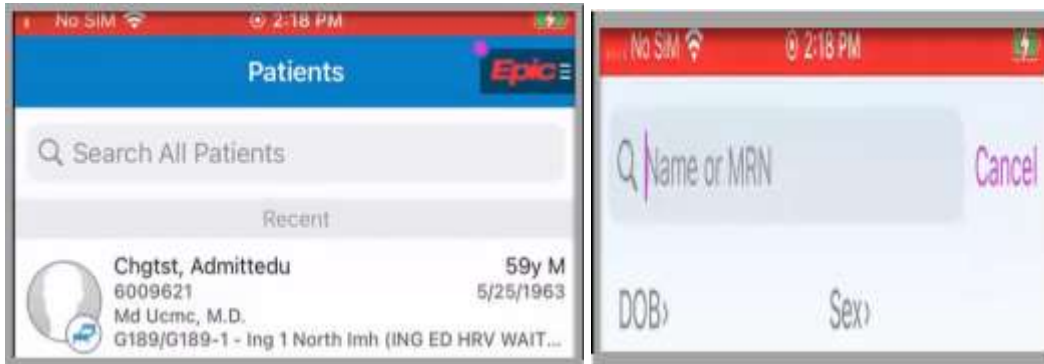 No SIM 2:18 PM
Patients
Epic
Search All Patients
Recent
Chgtst, Admittedu 59y M
6009621 5/25/1963
Md Ucmc, M.D.
G189/G189-1 - Ing 1 North Imh (ING ED HRV WAIT...
No SIM 2:18 PM
Name or MRN Cancel
DOB› Sex›